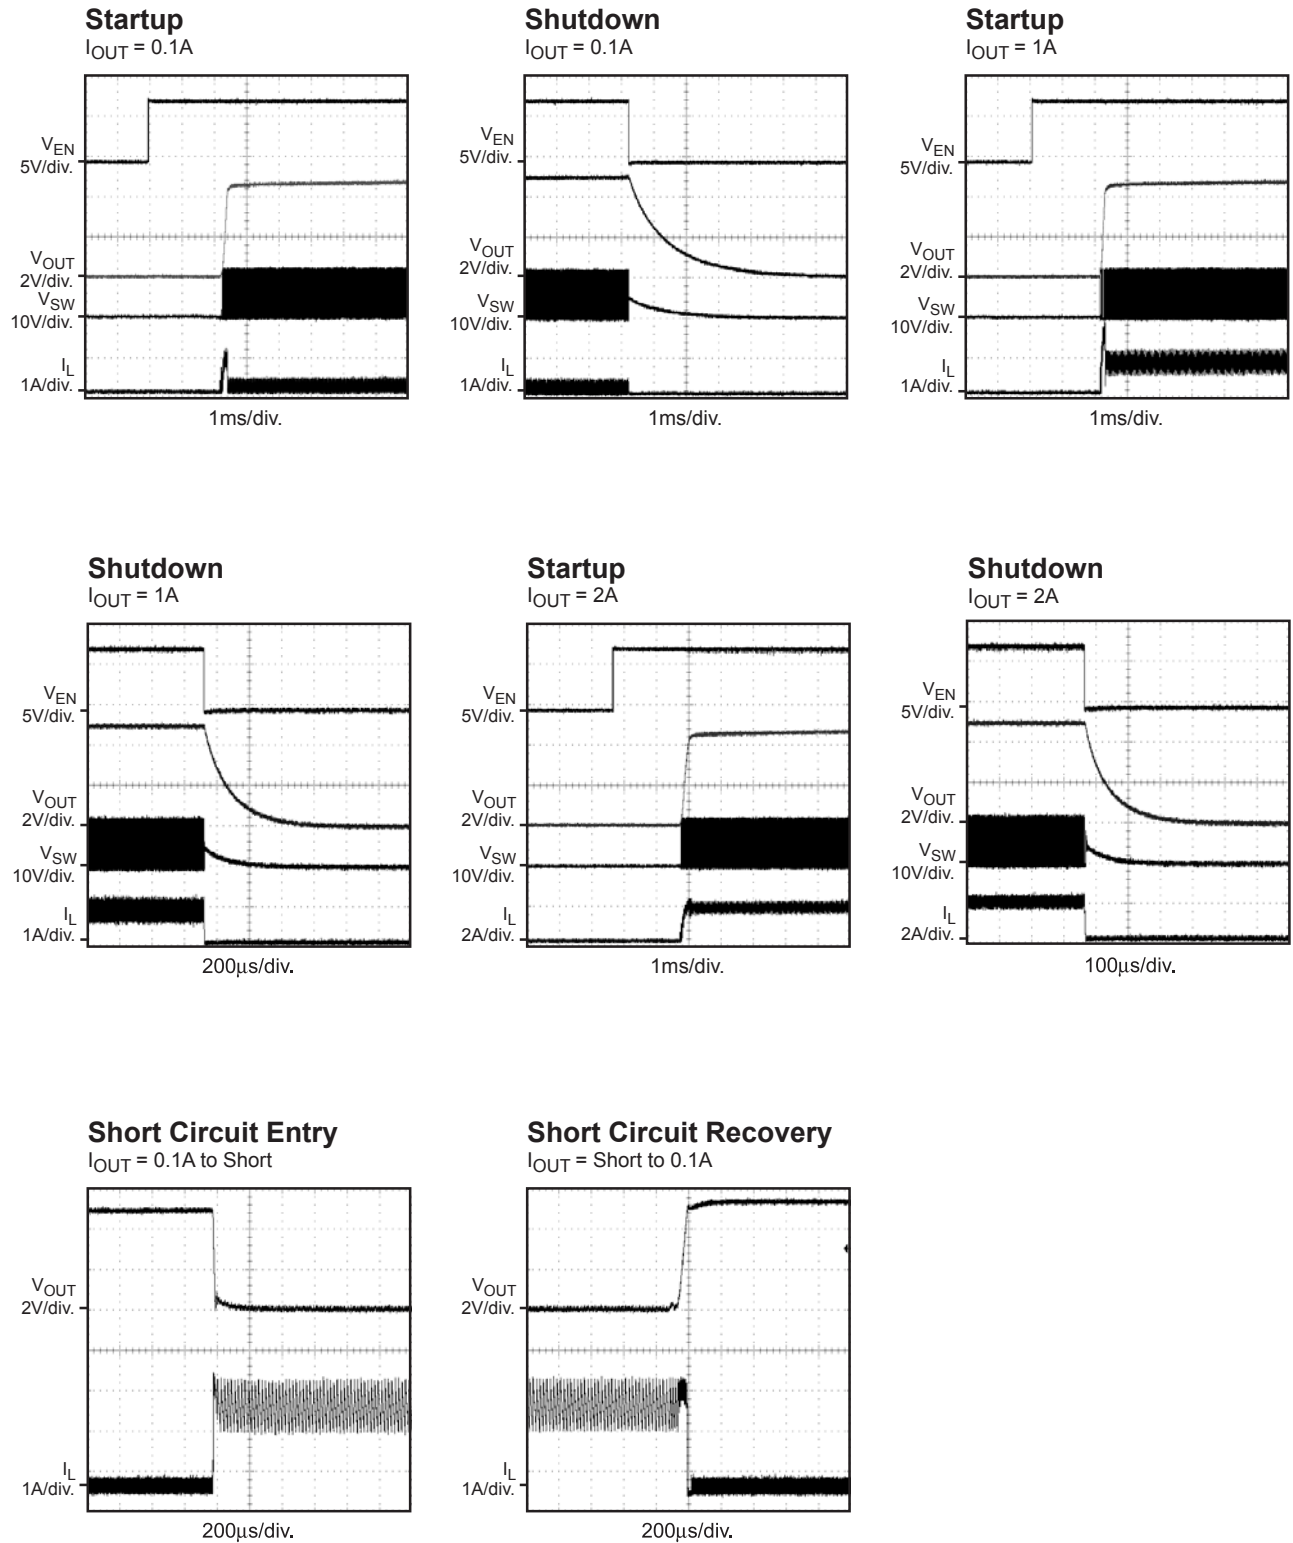 Startup
IOUT = 0.1A
VEN
5V/div.
VOUT
2V/div.
VSW
10V/div.
IL
1A/div.
1ms/div.
Shutdown
IOUT = 0.1A
VEN
5V/div.
VOUT
2V/div.
VSW
10V/div.
IL
1A/div.
1ms/div.
Startup
IOUT = 1A
VEN
5V/div.
VOUT
2V/div.
VSW
10V/div.
IL
1A/div.
1ms/div.
Shutdown
IOUT = 1A
VEN
5V/div.
VOUT
2V/div.
VSW
10V/div.
IL
1A/div.
200µs/div.
Startup
IOUT = 2A
VEN
5V/div.
VOUT
2V/div.
VSW
10V/div.
IL
2A/div.
1ms/div.
Shutdown
IOUT = 2A
VEN
5V/div.
VOUT
2V/div.
VSW
10V/div.
IL
2A/div.
100µs/div.
Short Circuit Entry
IOUT = 0.1A to Short
VOUT
2V/div.
IL
1A/div.
200µs/div.
Short Circuit Recovery
IOUT = Short to 0.1A
VOUT
2V/div.
IL
1A/div.
200µs/div.